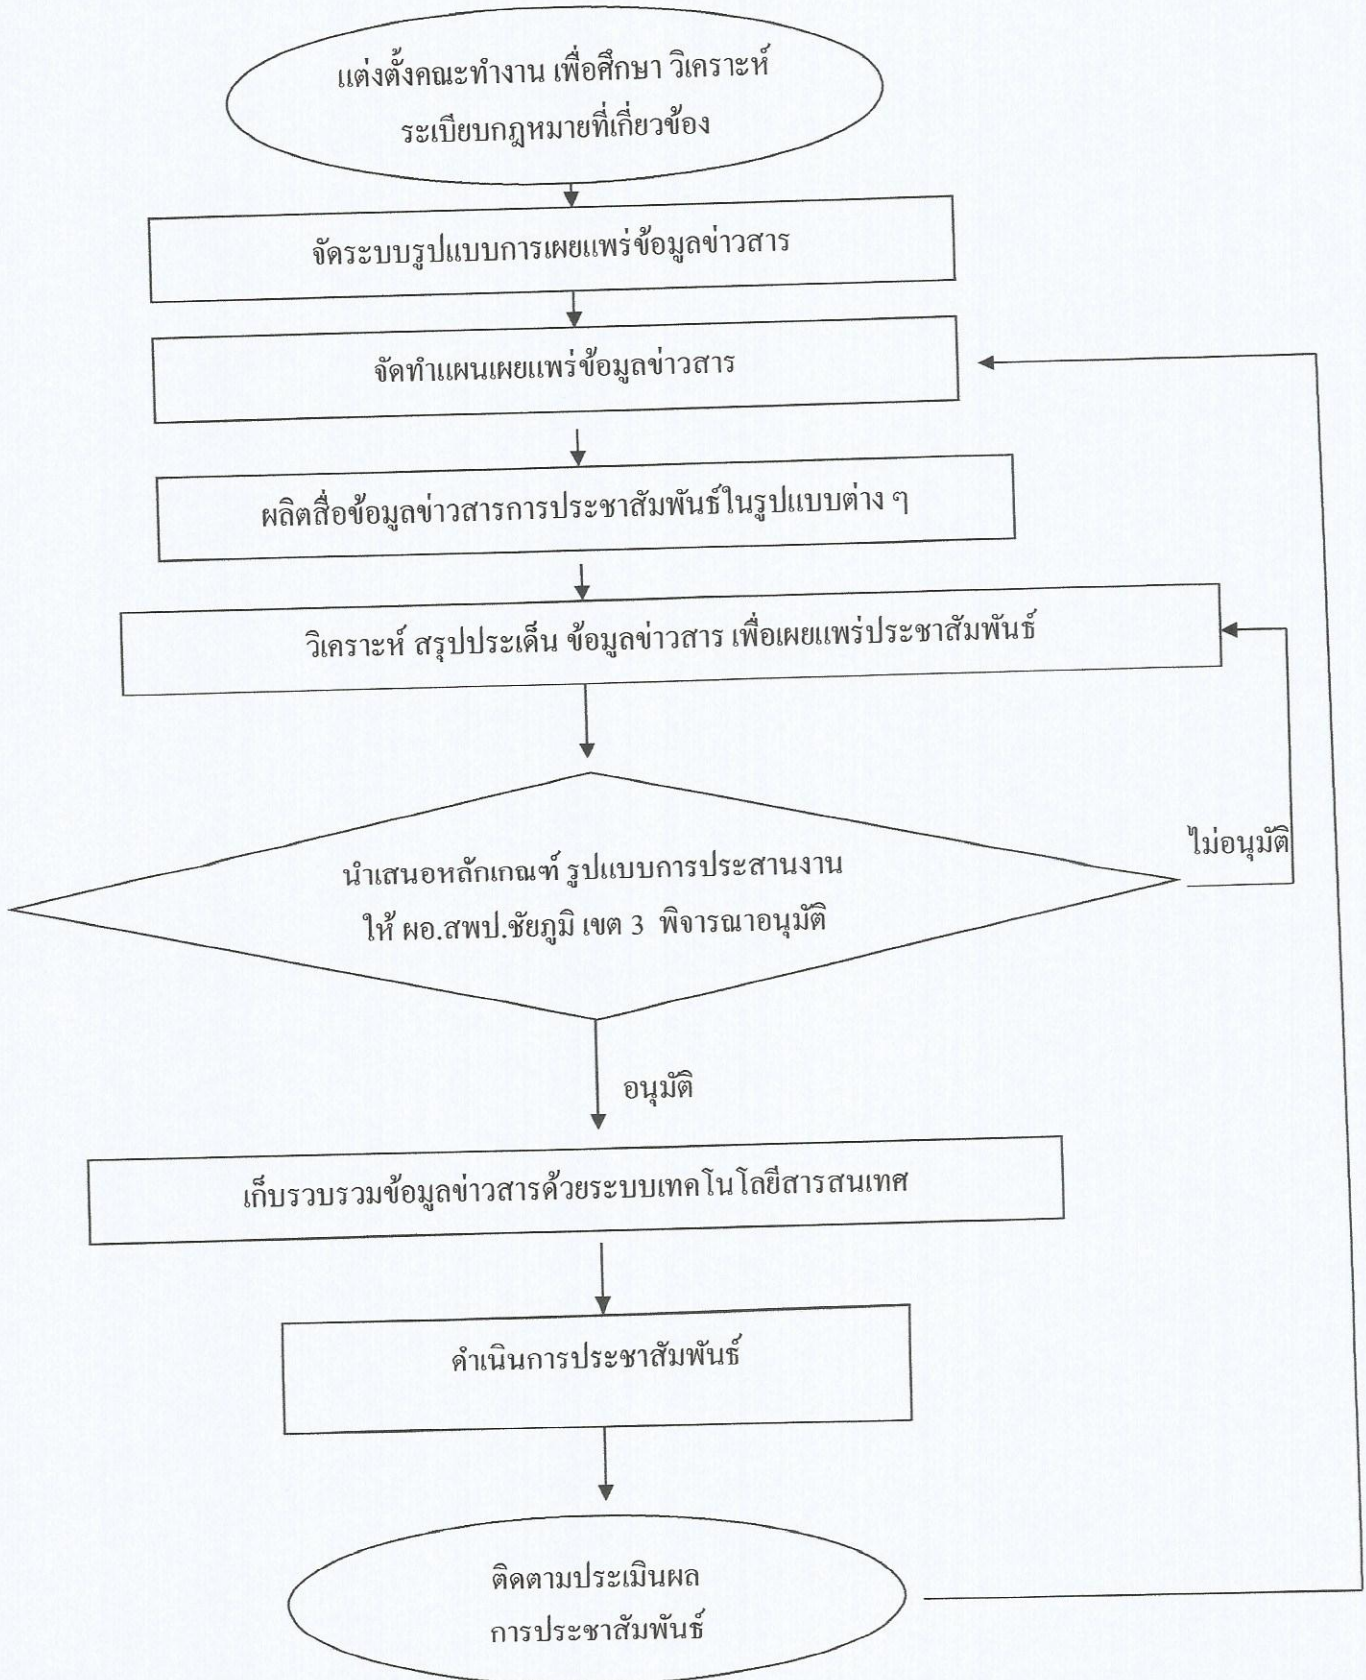 แต่งตั้งคณะทำงาน เพื่อศึกษา วิเคราะห์
ระเบียบกฎหมายที่เกี่ยวข้อง
จัดระบบรูปแบบการเผยแพร่ข้อมูลข่าวสาร
จัดทำแผนเผยแพร่ข้อมูลข่าวสาร
ผลิตสื่อข้อมูลข่าวสารการประชาสัมพันธ์ในรูปแบบต่าง ๆ
วิเคราะห์ สรุปประเด็น ข้อมูลข่าวสาร เพื่อเผยแพร่ประชาสัมพันธ์
ไม่อนุมัติ
นำเสนอหลักเกณฑ์ รูปแบบการประสานงาน
ให้ ผอ.สพป.ชัยภูมิ เขต 3 พิจารณาอนุมัติ
อนุมัติ
เก็บรวบรวมข้อมูลข่าวสารด้วยระบบเทคโนโลยีสารสนเทศ
ดำเนินการประชาสัมพันธ์
ติดตามประเมินผล
การประชาสัมพันธ์